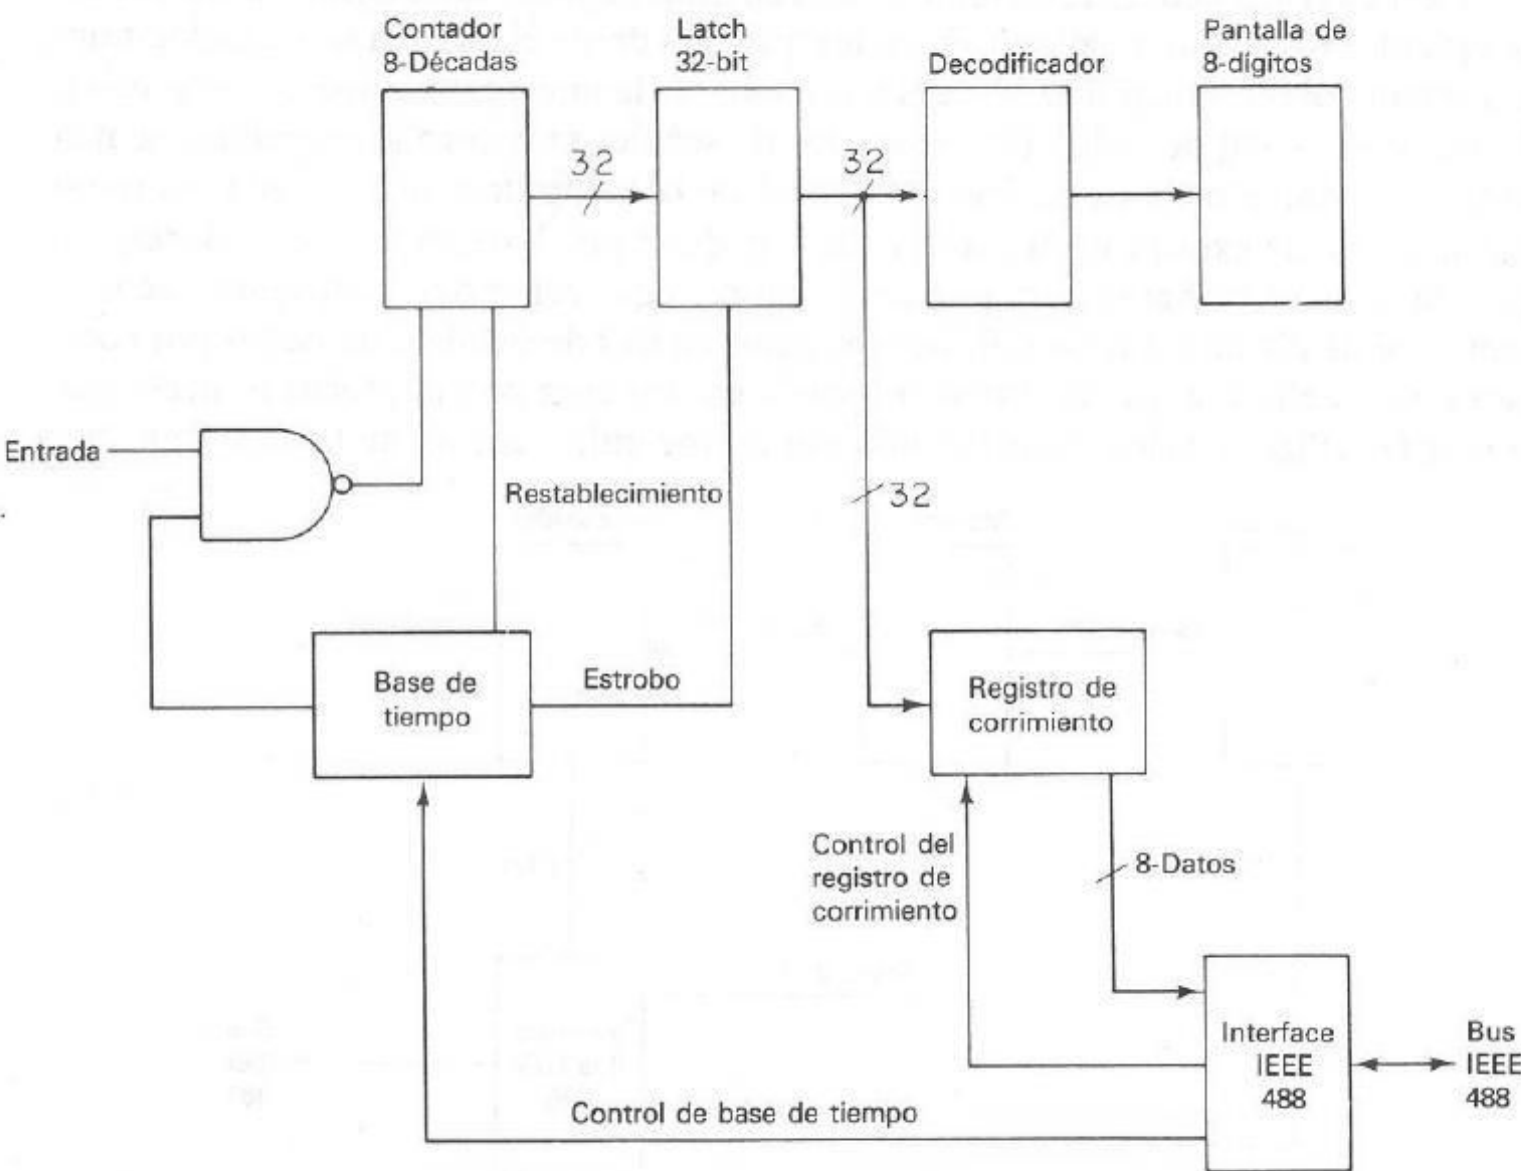 Contador
8-Décadas
Latch
32-bit
Decodificador
Pantalla de
8-dígitos
32
32
Entrada
Restablecimiento
32
Base de
tiempo
Estrobo
Registro de
corrimiento
Control del
registro de
corrimiento
8-Datos
Interface
IEEE
488
Bus
IEEE
488
Control de base de tiempo